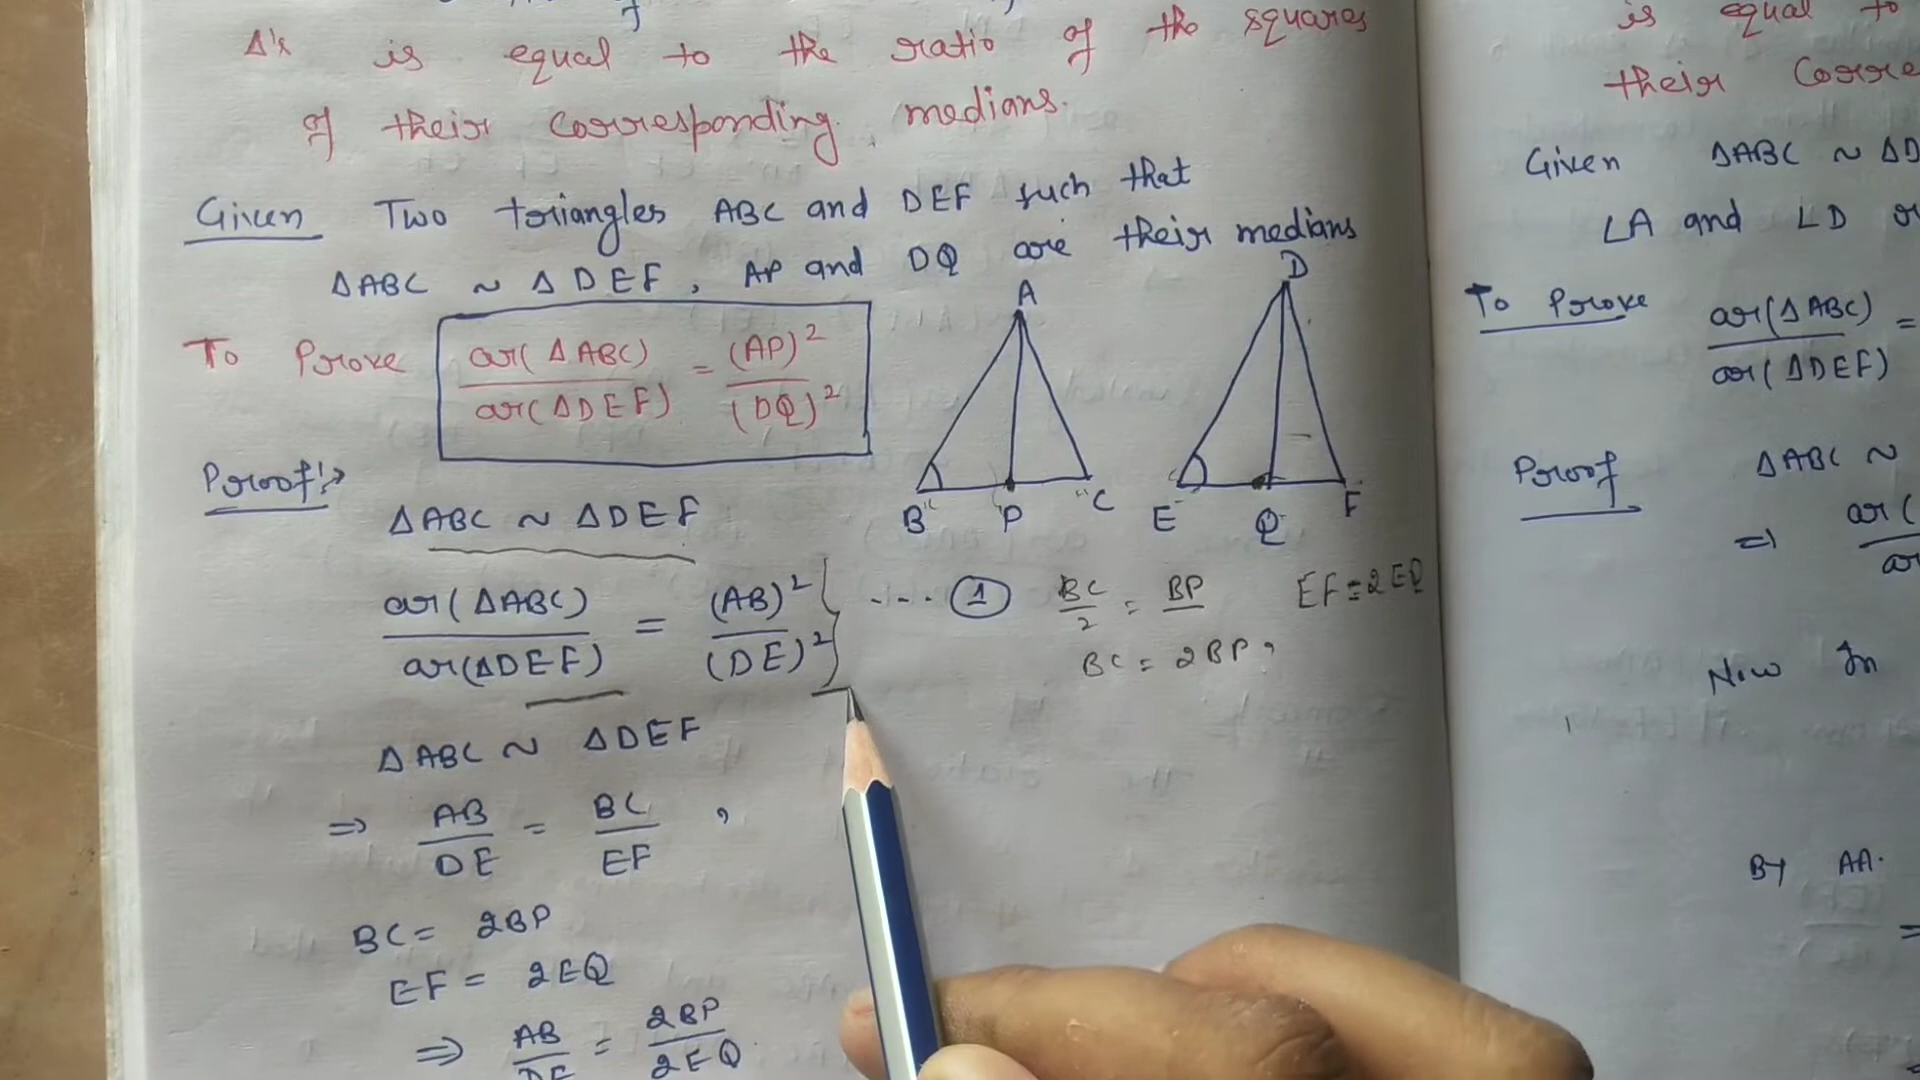 Δ's is equal to the ratio of the squares
of their corresponding medians.
Given Two triangles ABC and DEF such that
ΔABC ~ ΔDEF, AP and DQ are their medians
To Prove ar(ΔABC)/ar(ΔDEF) = (AP)²/(DQ)²
A
B P C
D
E Q F
Proof:→
ΔABC ~ ΔDEF
ar(ΔABC)/ar(ΔDEF) = (AB)²/(DE)² } ---- ①
BC/2 = BP EF = 2EQ
BC = 2BP,
ΔABC ~ ΔDEF
⇒ AB/DE = BC/EF ,
BC = 2BP
EF = 2EQ
⇒ AB/DE = 2BP/2EQ
is equal to
their Corre
Given ΔABC ~ ΔD
∠A and ∠D
To Prove ar(ΔABC)/ar(ΔDEF) =
Proof ΔABC ~
⇒ ar(/ar
Now In
By AA.
=